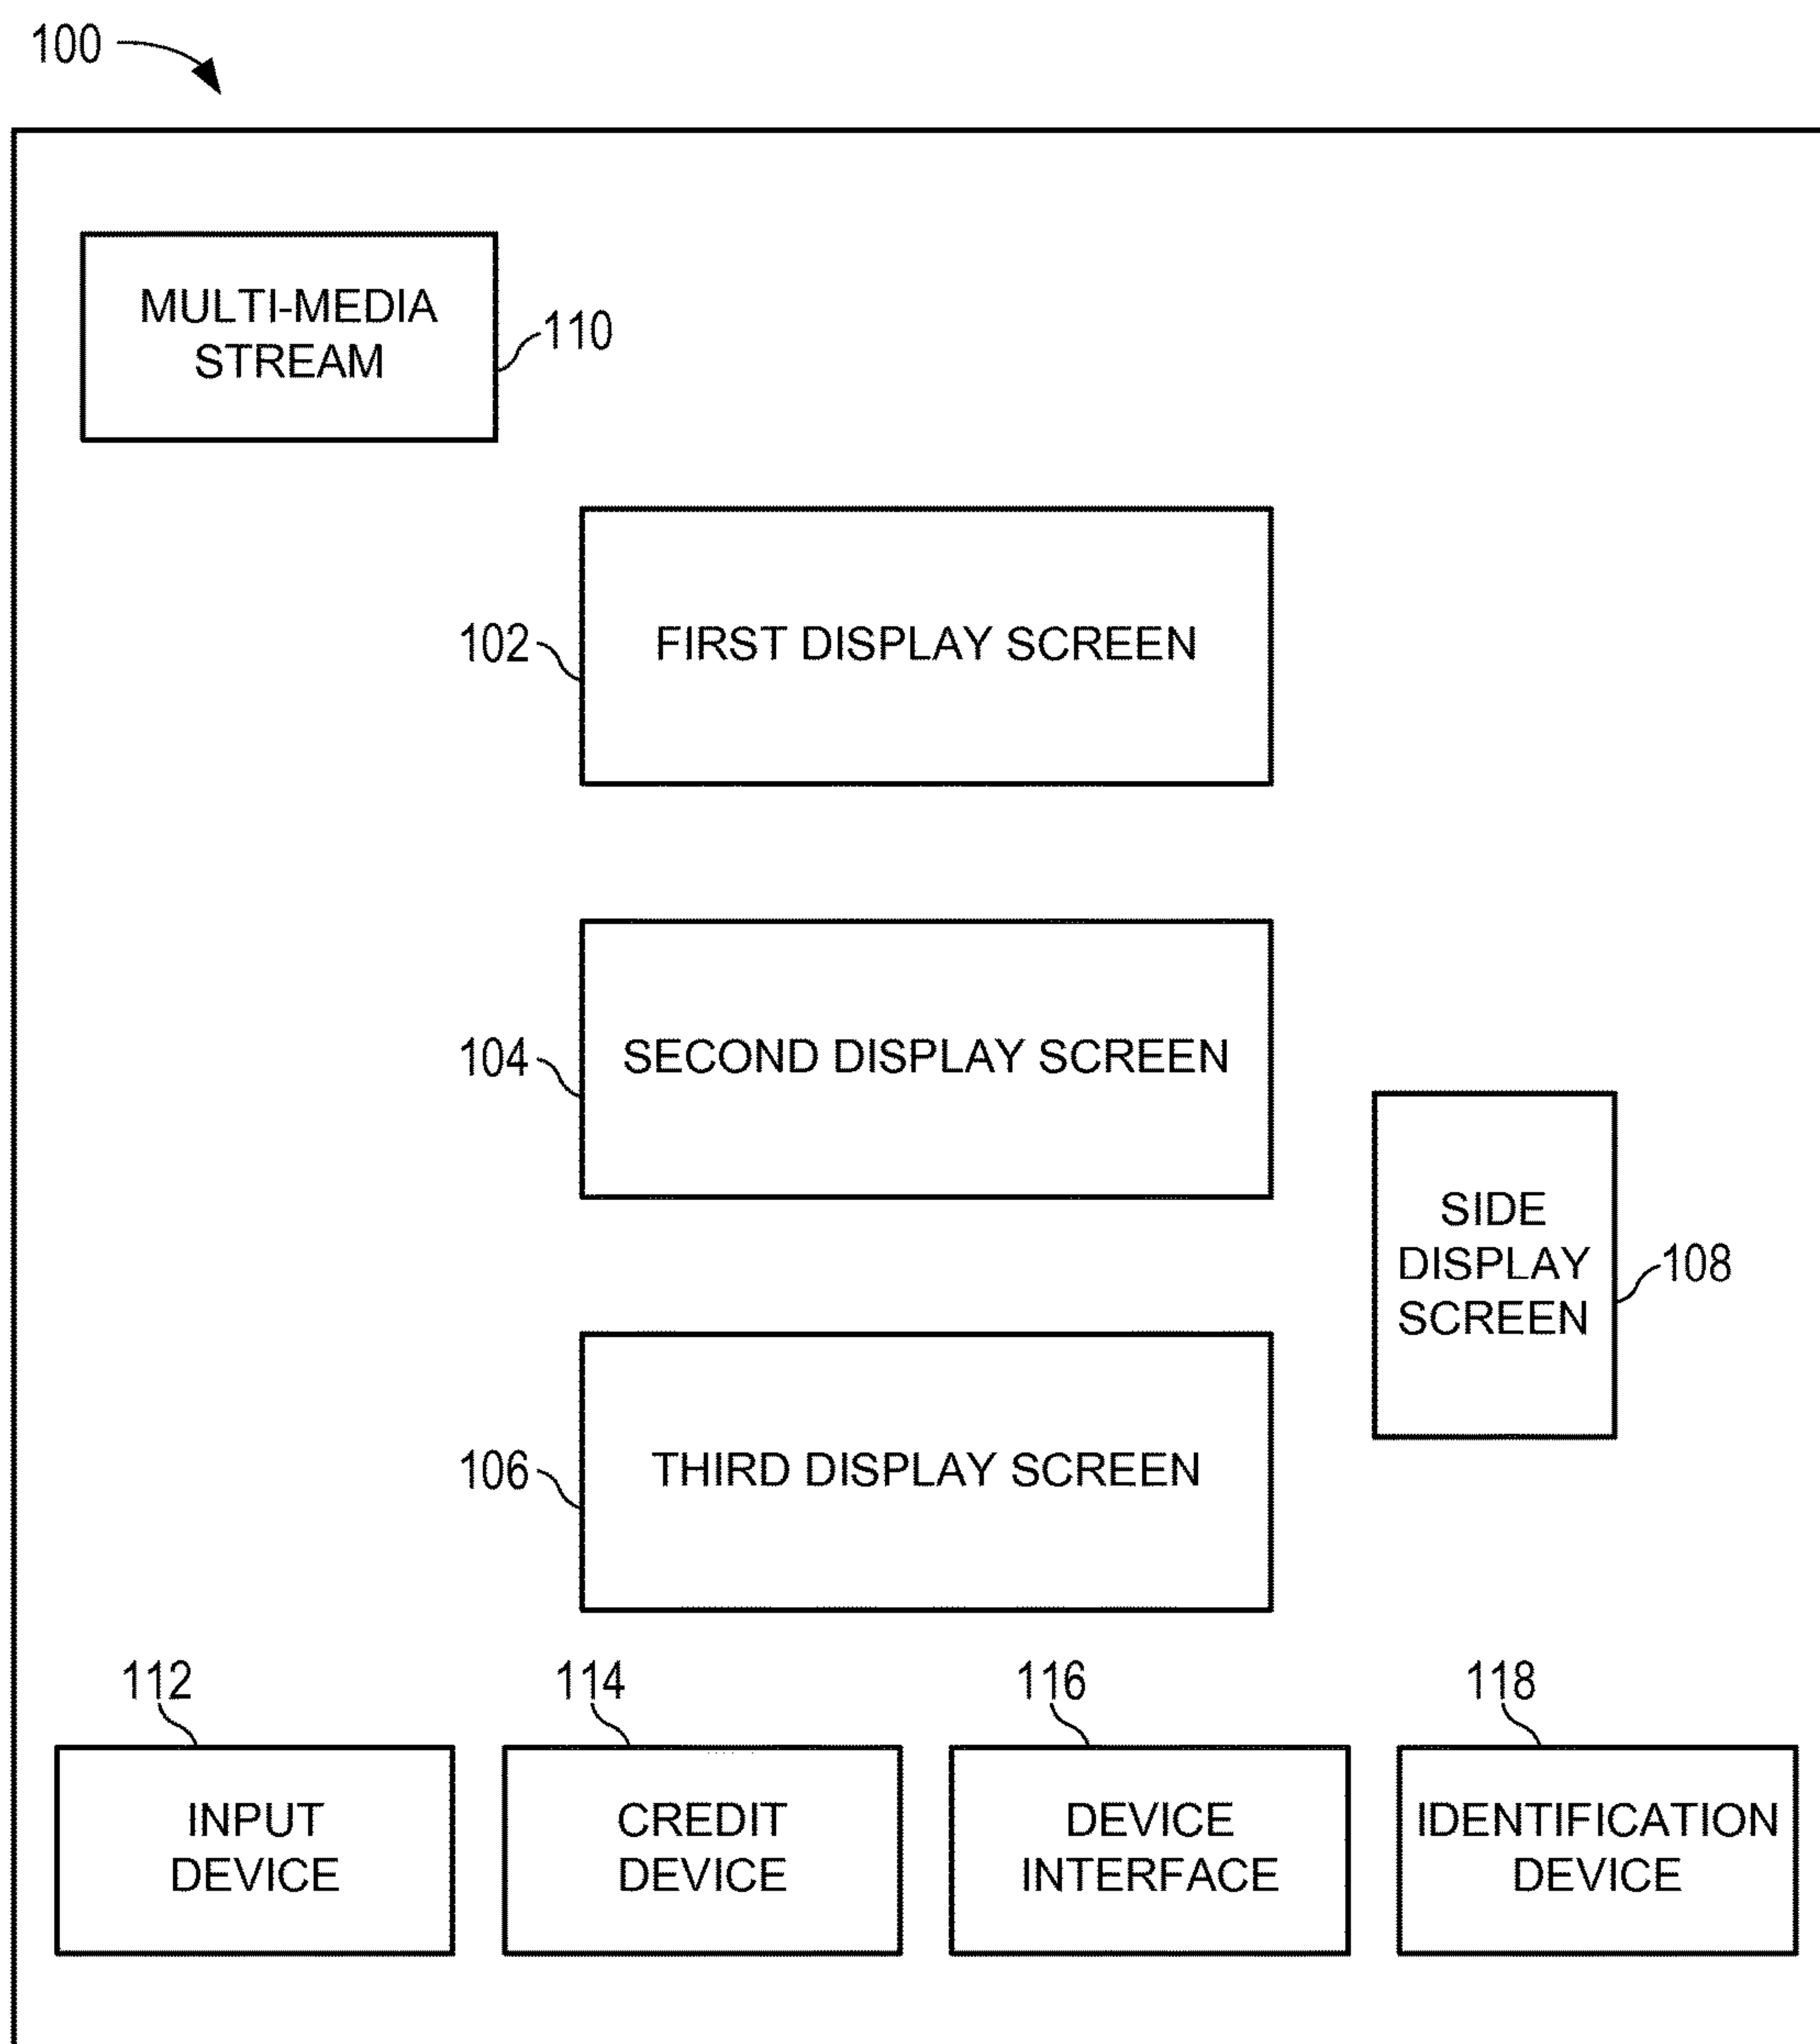 100
MULTI-MEDIA
STREAM
110
102
FIRST DISPLAY SCREEN
104
SECOND DISPLAY SCREEN
SIDE
DISPLAY
SCREEN
108
106
THIRD DISPLAY SCREEN
112
114
116
118
INPUT
DEVICE
CREDIT
DEVICE
DEVICE
INTERFACE
IDENTIFICATION
DEVICE